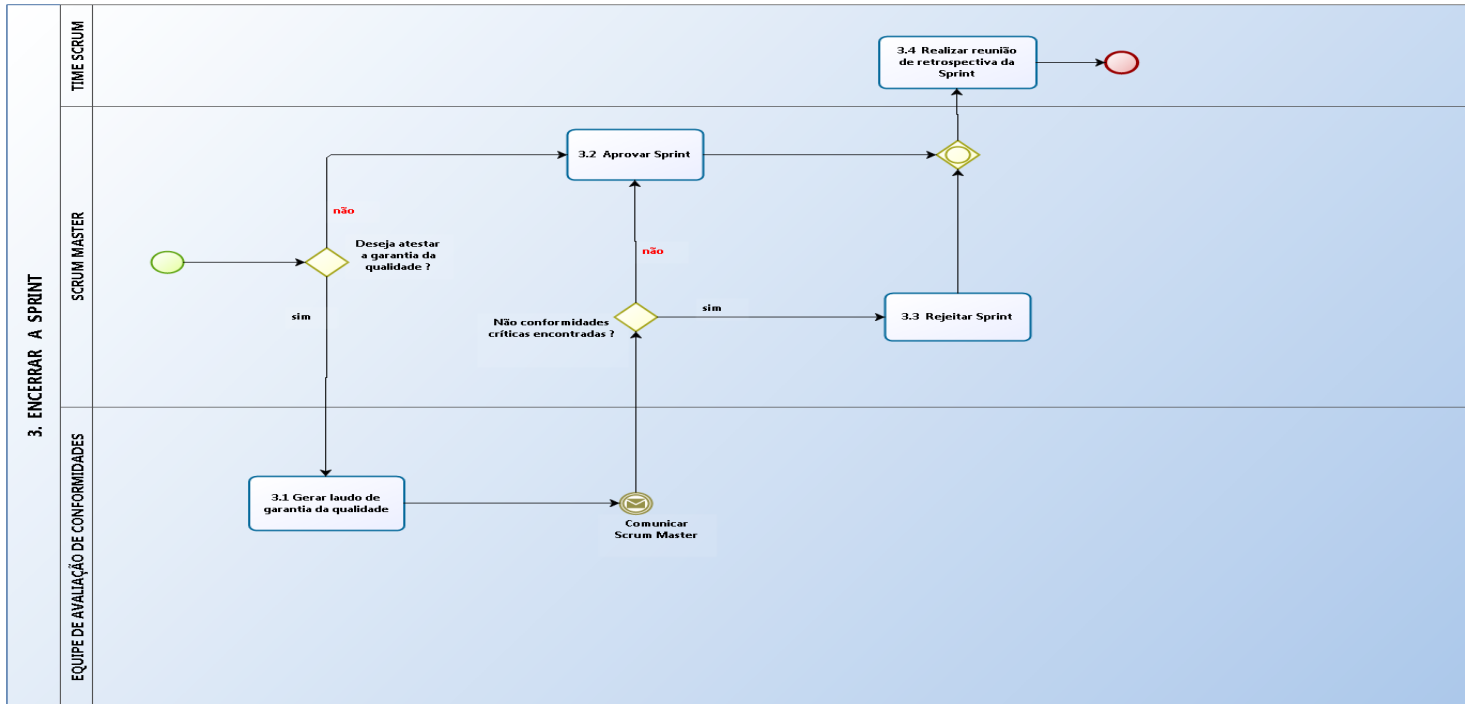 3. ENCERRAR A SPRINT
TIME SCRUM
3.4 Realizar reunião
de retrospectiva da
Sprint
SCRUM MASTER
3.2 Aprovar Sprint
não
Deseja atestar
a garantia da
qualidade ?
não
sim
sim
Não conformidades
críticas encontradas ?
3.3 Rejeitar Sprint
EQUIPE DE AVALIAÇÃO DE CONFORMIDADES
3.1 Gerar laudo de
garantia da qualidade
Comunicar
Scrum Master